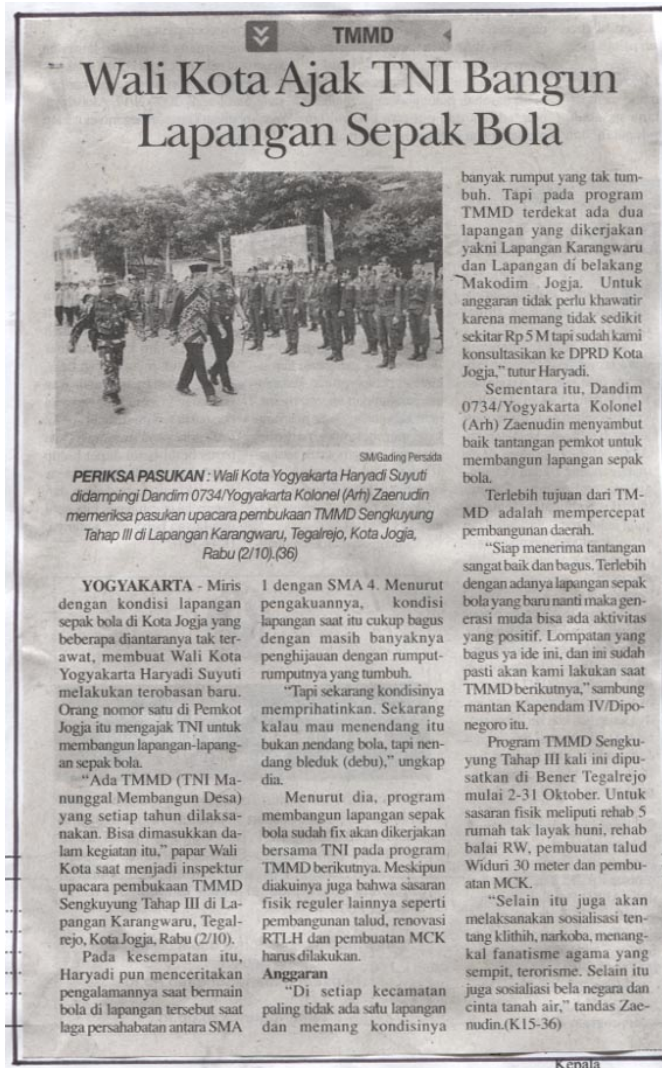 TMMD
Wali Kota Ajak TNI Bangun
Lapangan Sepak Bola
SM/Gading Persada
PERIKSA PASUKAN : Wali Kota Yogyakarta Haryadi Suyuti
didampingi Dandim 0734/Yogyakarta Kolonel (Arh) Zaenudin
memeriksa pasukan upacara pembukaan TMMD Sengkuyung
Tahap III di Lapangan Karangwaru, Tegalrejo, Kota Jogja,
Rabu (2/10).(36)
YOGYAKARTA - Miris
dengan kondisi lapangan
sepak bola di Kota Jogja yang
beberapa diantaranya tak ter-
awat, membuat Wali Kota
Yogyakarta Haryadi Suyuti
melakukan terobasan baru.
Orang nomor satu di Pemkot
Jogja itu mengajak TNI untuk
membangun lapangan-lapang-
an sepak bola.
“Ada TMMD (TNI Ma-
nunggal Membangun Desa)
yang setiap tahun dilaksa-
nakan. Bisa dimasukkan da-
lam kegiatan itu,” papar Wali
Kota saat menjadi inspektur
upacara pembukaan TMMD
Sengkuyung Tahap III di La-
pangan Karangwaru, Tegal-
rejo, Kota Jogja, Rabu (2/10).
Pada kesempatan itu,
Haryadi pun menceritakan
pengalamannya saat bermain
bola di lapangan tersebut saat
laga persahabatan antara SMA
1 dengan SMA 4. Menurut
pengakuannya, kondisi
lapangan saat itu cukup bagus
dengan masih banyaknya
penghijauan dengan rumput-
rumputnya yang tumbuh.
“Tapi sekarang kondisinya
memprihatinkan. Sekarang
kalau mau menendang itu
bukan nendang bola, tapi nen-
dang bleduk (debu),” ungkap
dia.
Menurut dia, program
membangun lapangan sepak
bola sudah fix akan dikerjakan
bersama TNI pada program
TMMD berikutnya. Meskipun
diakuinya juga bahwa sasaran
fisik reguler lainnya seperti
pembangunan talud, renovasi
RTLH dan pembuatan MCK
harus dilakukan.
Anggaran
“Di setiap kecamatan
paling tidak ada satu lapangan
dan memang kondisinya
banyak rumput yang tak tum-
buh. Tapi pada program
TMMD terdekat ada dua
lapangan yang dikerjakan
yakni Lapangan Karangwaru
dan Lapangan di belakang
Makodim Jogja. Untuk
anggaran tidak perlu khawatir
karena memang tidak sedikit
sekitar Rp 5 M tapi sudah kami
konsultasikan ke DPRD Kota
Jogja,” tutur Haryadi.
Sementara itu, Dandim
0734/Yogyakarta Kolonel
(Arh) Zaenudin menyambut
baik tantangan pemkot untuk
membangun lapangan sepak
bola.
Terlebih tujuan dari TM-
MD adalah mempercepat
pembangunan daerah.
“Siap menerima tantangan
sangat baik dan bagus. Terlebih
dengan adanya lapangan sepak
bola yang baru nanti maka gen-
erasi muda bisa ada aktivitas
yang positif. Lompatan yang
bagus ya ide ini, dan ini sudah
pasti akan kami lakukan saat
TMMD berikutnya,” sambung
mantan Kapendam IV/Dipo-
negoro itu.
Program TMMD Sengku-
yung Tahap III kali ini dipu-
satkan di Bener Tegalrejo
mulai 2-31 Oktober. Untuk
sasaran fisik meliputi rehab 5
rumah tak layak huni, rehab
balai RW, pembuatan talud
Widuri 30 meter dan pembu-
atan MCK.
“Selain itu juga akan
melaksanakan sosialisasi ten-
tang klithih, narkoba, menang-
kal fanatisme agama yang
sempit, terorisme. Selain itu
juga sosialiasi bela negara dan
cinta tanah air,” tandas Zae-
nudin.(K15-36)
Kepala